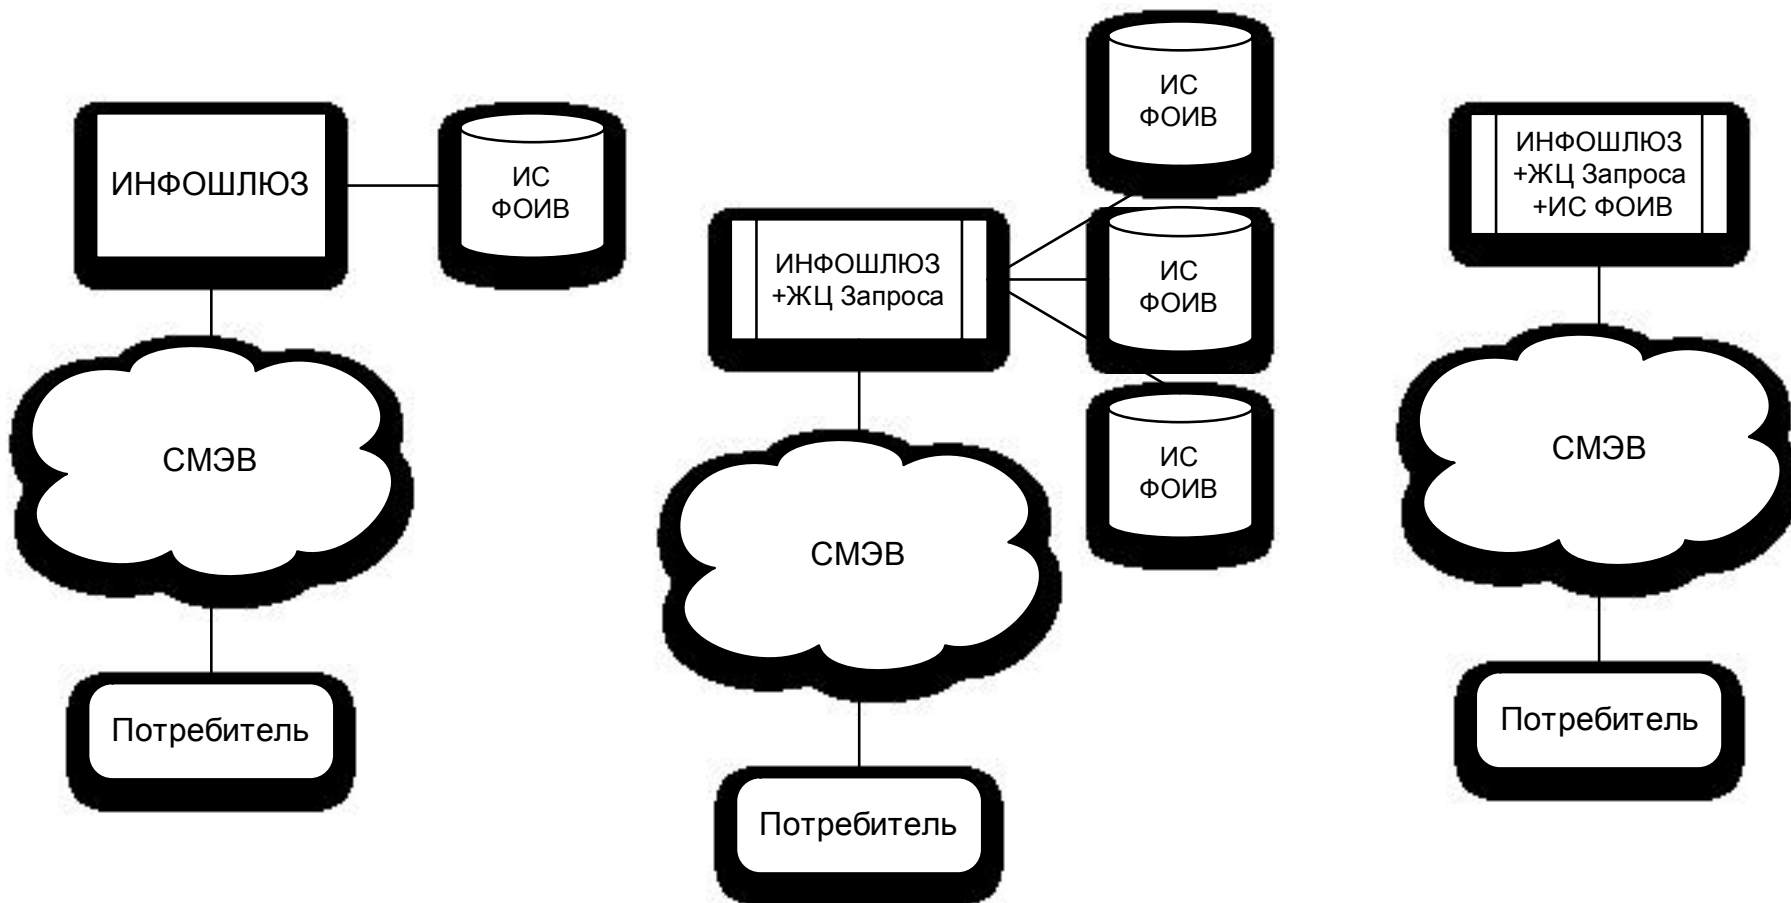 ИНФОШЛЮЗ
ИС
ФОИВ
СМЭВ
Потребитель
ИНФОШЛЮЗ
+ЖЦ Запроса
ИС
ФОИВ
ИС
ФОИВ
ИС
ФОИВ
СМЭВ
Потребитель
ИНФОШЛЮЗ
+ЖЦ Запроса
+ИС ФОИВ
СМЭВ
Потребитель